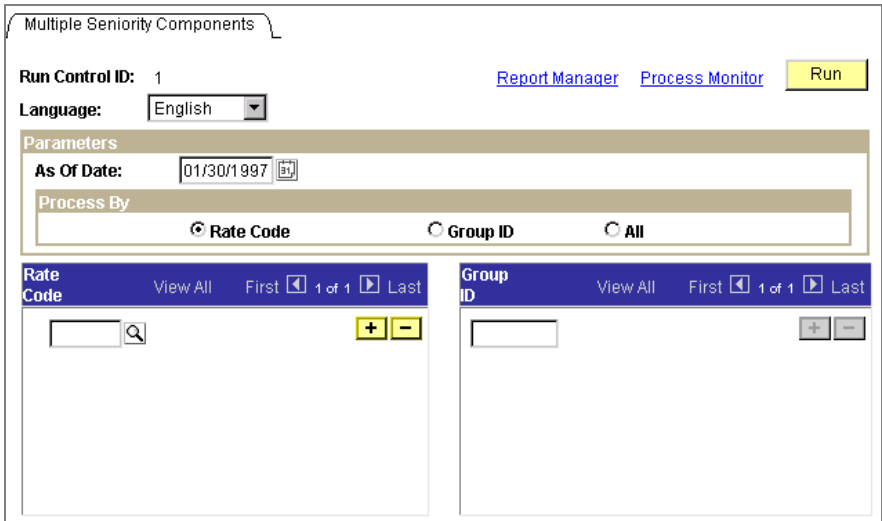 Multiple Seniority Components
Run Control ID: 1 Report Manager Process Monitor Run
Language: English
Parameters
As Of Date: 01/30/1997 31
Process By
Rate Code Group ID All
Rate Code View All First 1 of 1 Last
Group ID View All First 1 of 1 Last
+ −
+ −